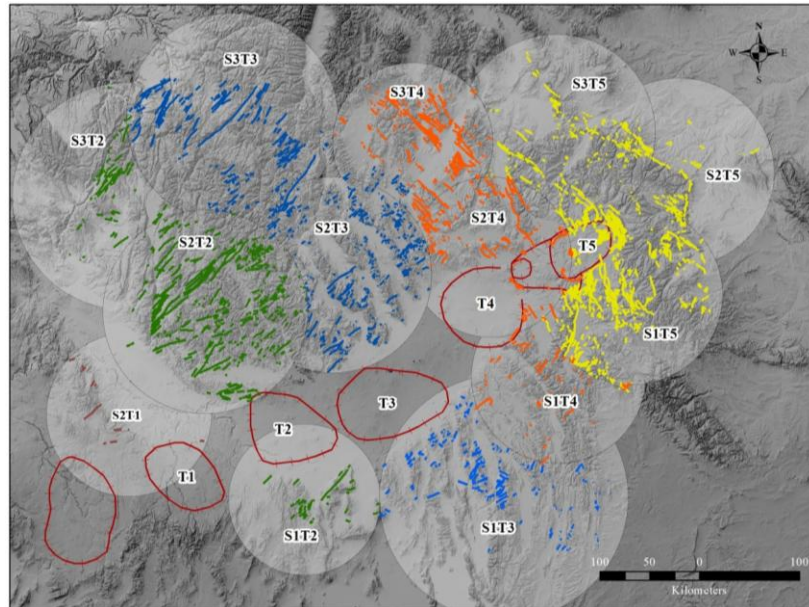 N
W E
S
S3T3
S3T4
S3T5
S3T2
S2T5
S2T2
S2T3
S2T4
T5
T4
S1T5
T3
S1T4
S2T1
T2
T1
S1T2
S1T3
100 50 0 100
Kilometers